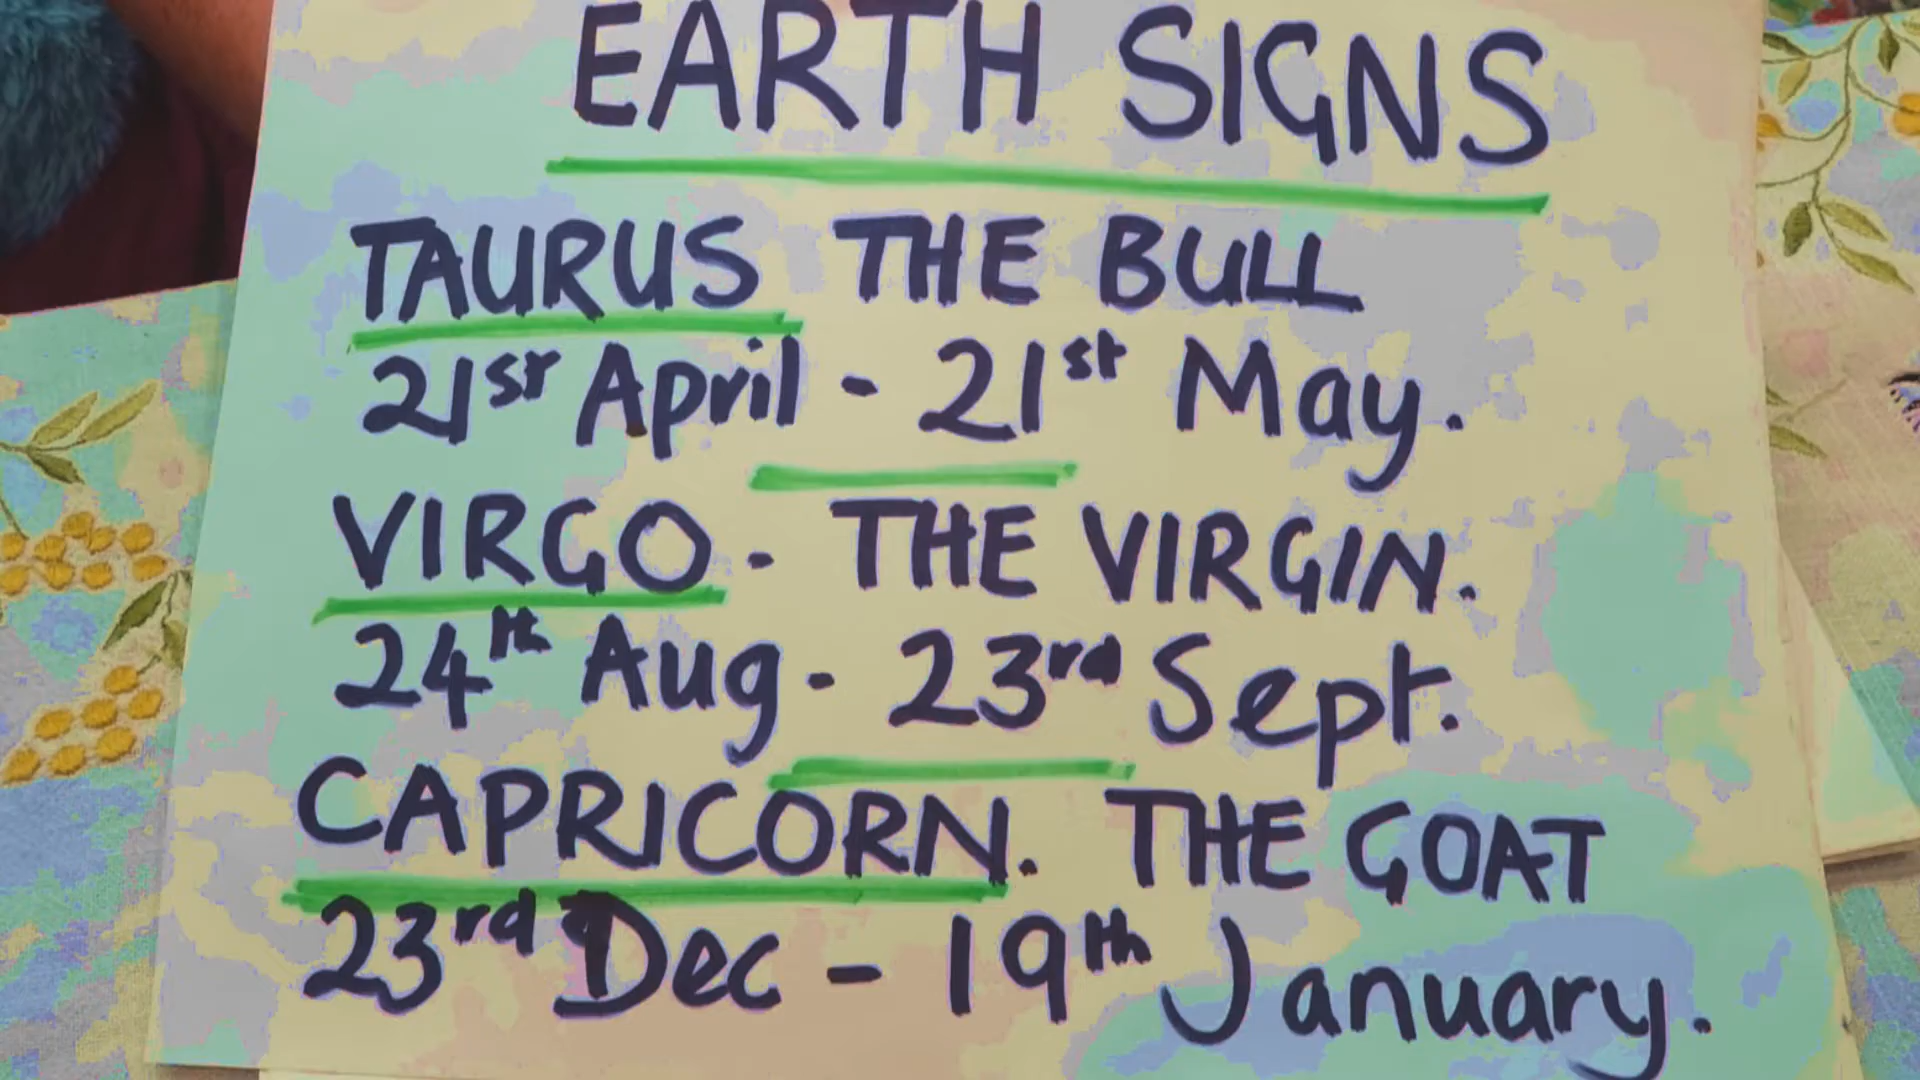 EARTH SIGNS
TAURUS THE BULL
21st April - 21st May.
VIRGO - THE VIRGIN.
24th Aug - 23rd Sept.
CAPRICORN. THE GOAT
23rd Dec - 19th January.